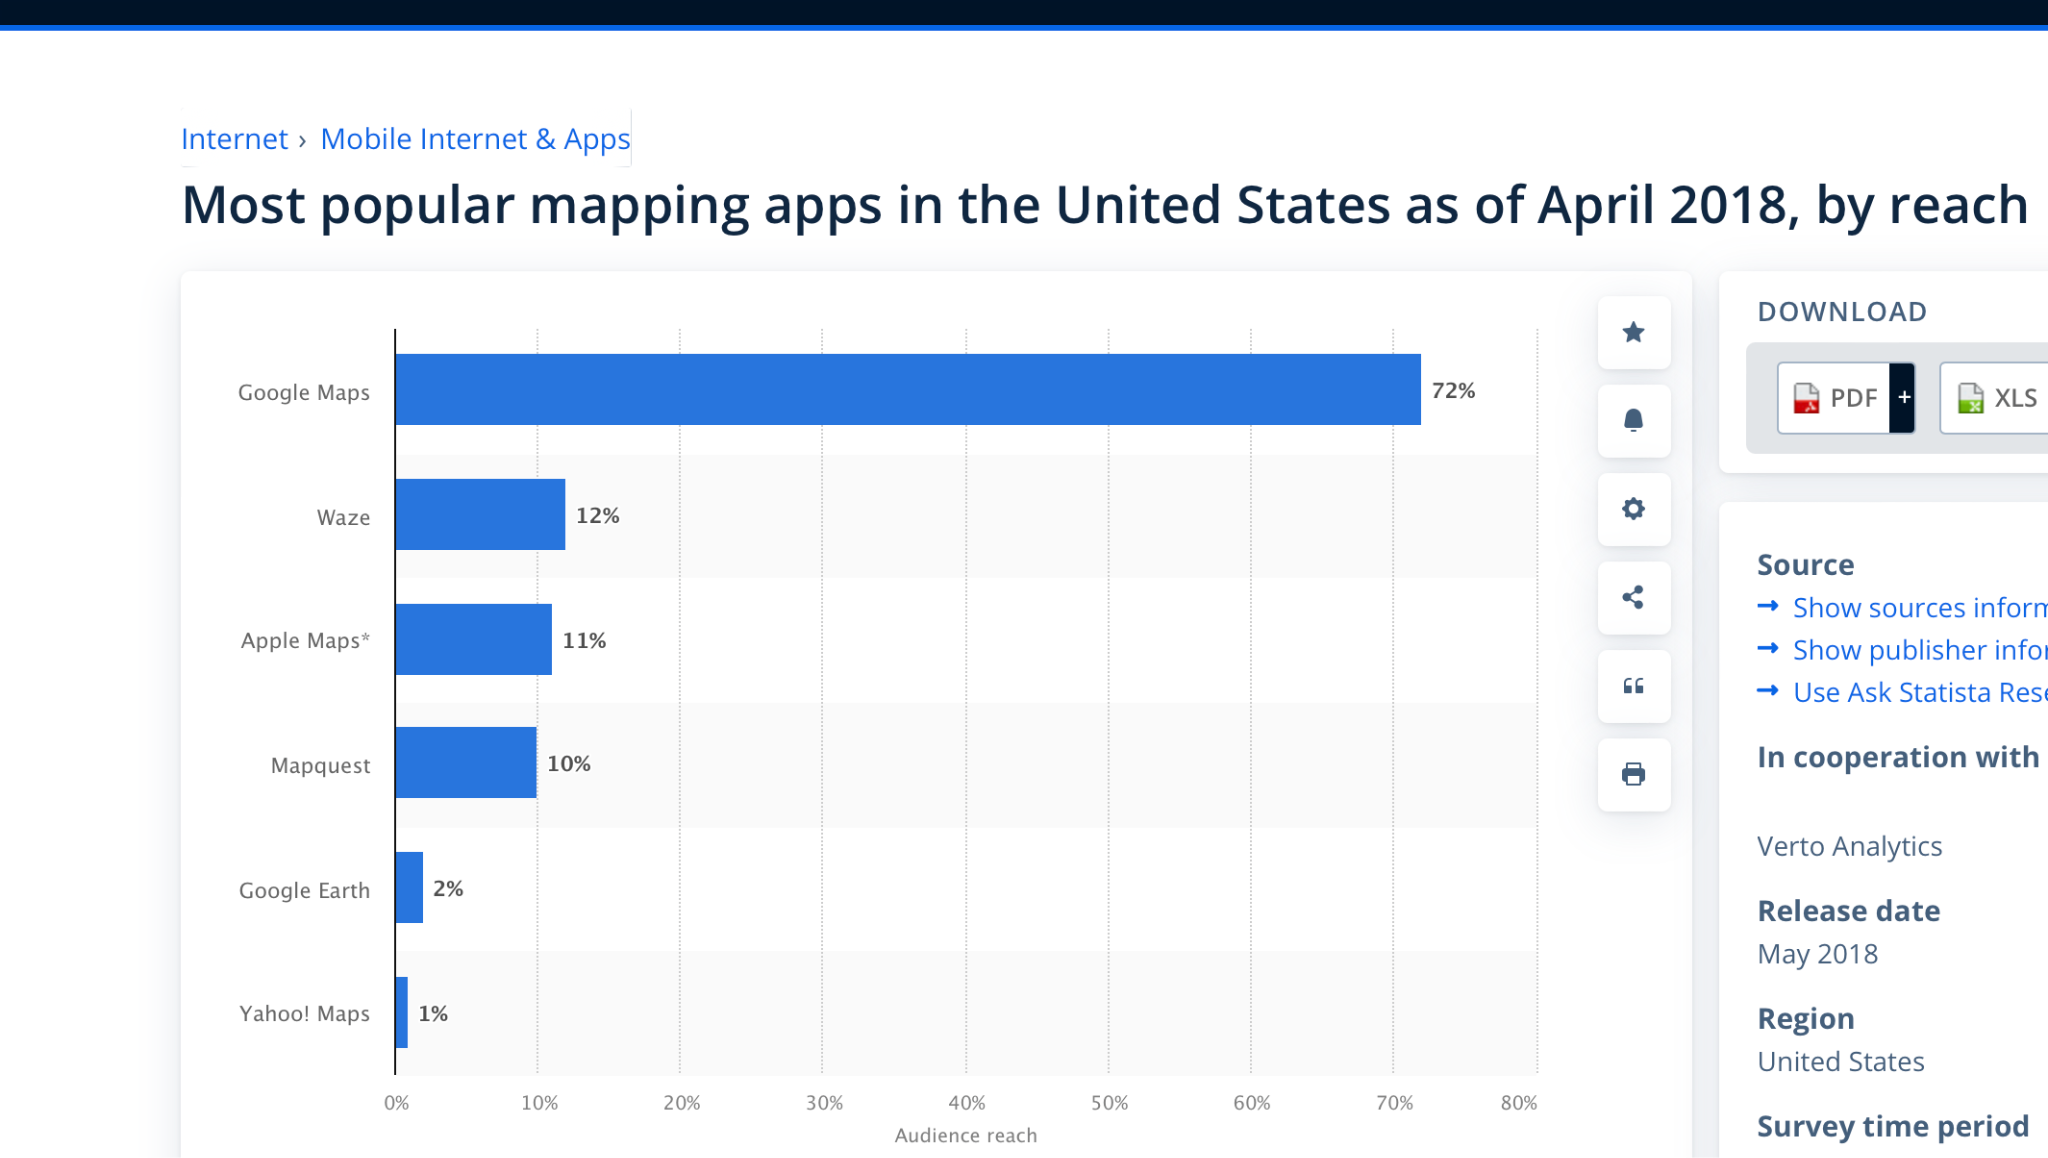 Internet › Mobile Internet & Apps
Most popular mapping apps in the United States as of April 2018, by reach
Google Maps
72%
Waze
12%
Apple Maps*
11%
Mapquest
10%
Google Earth
2%
Yahoo! Maps
1%
0% 10% 20% 30% 40% 50% 60% 70% 80%
Audience reach
DOWNLOAD
PDF + XLS
Source
→ Show sources inform
→ Show publisher infor
→ Use Ask Statista Rese
In cooperation with
Verto Analytics
Release date
May 2018
Region
United States
Survey time period